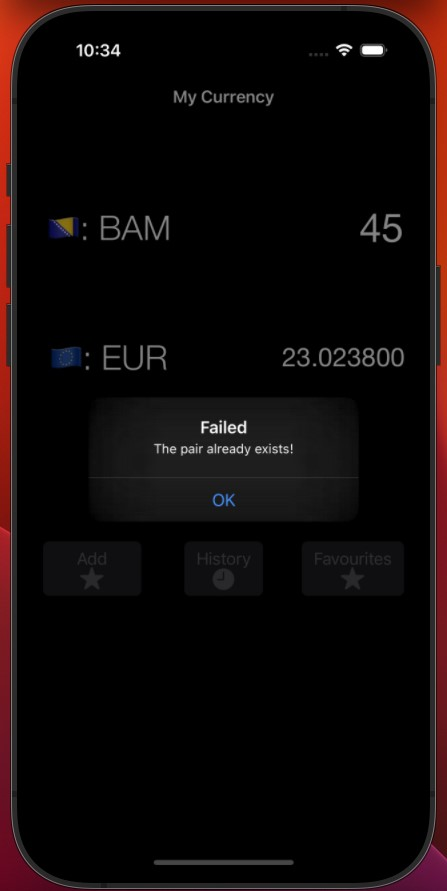 10:34
My Currency
: BAM 45
: EUR 23.023800
Failed
The pair already exists!
OK
Add History Favourites